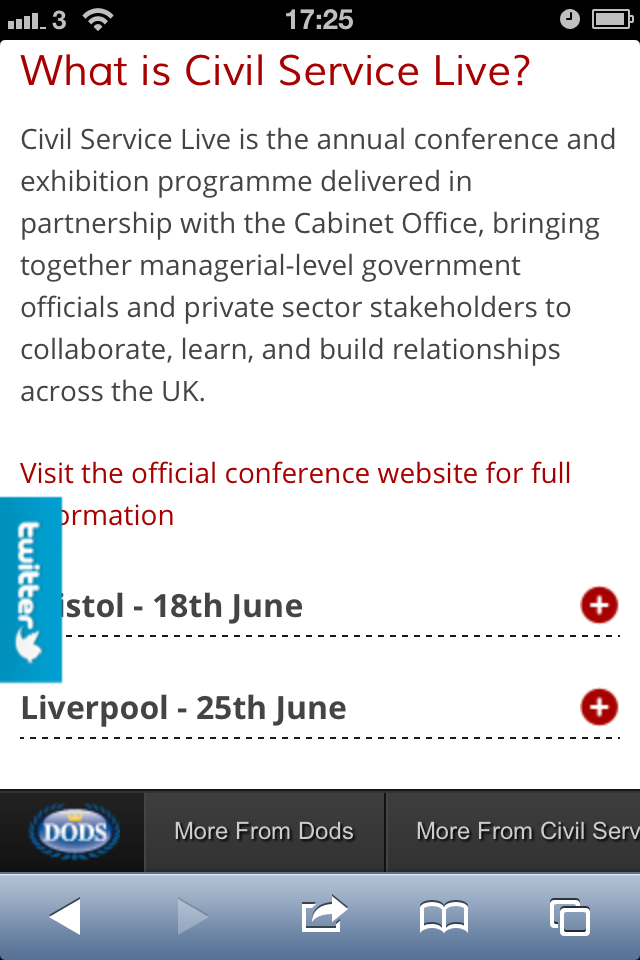 3 17:25
What is Civil Service Live?
Civil Service Live is the annual conference and
exhibition programme delivered in
partnership with the Cabinet Office, bringing
together managerial-level government
officials and private sector stakeholders to
collaborate, learn, and build relationships
across the UK.
Visit the official conference website for full
ormation
twitter
istol - 18th June
Liverpool - 25th June
DODS More From Dods More From Civil Serv